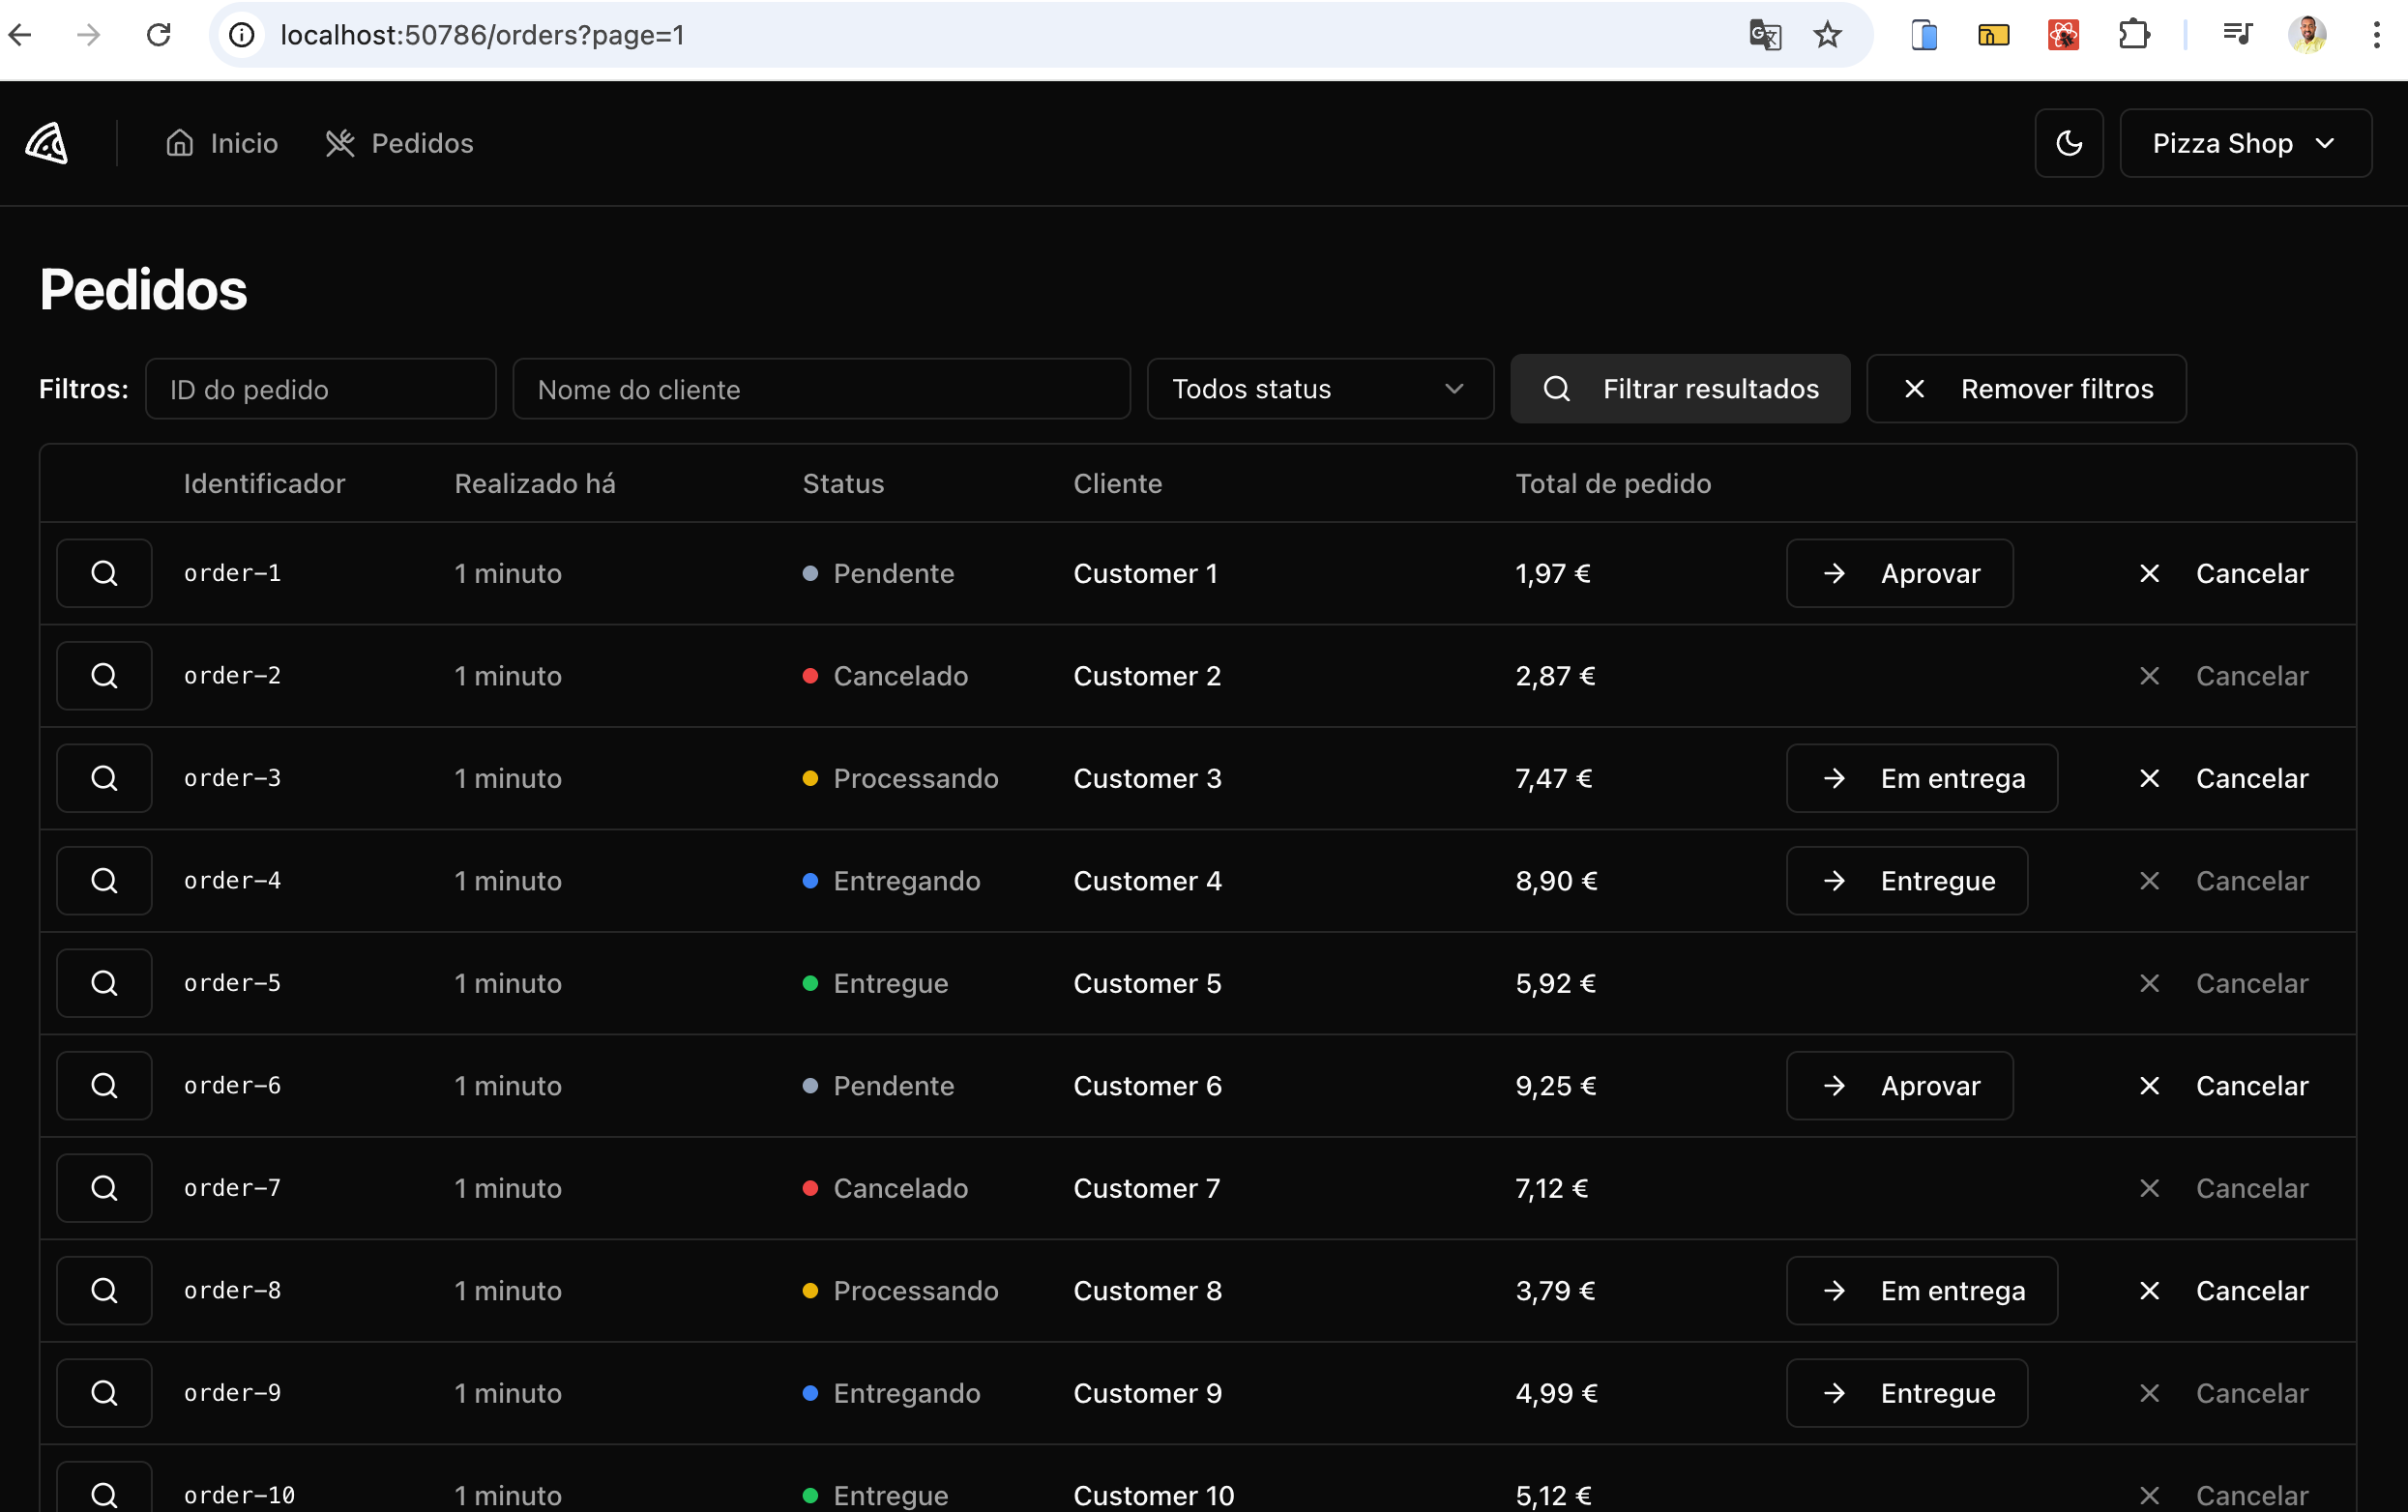 localhost:50786/orders?page=1
Inicio Pedidos Pizza Shop
Pedidos
Filtros: ID do pedido Nome do cliente Todos status Filtrar resultados Remover filtros
Identificador Realizado há Status Cliente Total de pedido
order-1 1 minuto Pendente Customer 1 1,97 € Aprovar Cancelar
order-2 1 minuto Cancelado Customer 2 2,87 € Cancelar
order-3 1 minuto Processando Customer 3 7,47 € Em entrega Cancelar
order-4 1 minuto Entregando Customer 4 8,90 € Entregue Cancelar
order-5 1 minuto Entregue Customer 5 5,92 € Cancelar
order-6 1 minuto Pendente Customer 6 9,25 € Aprovar Cancelar
order-7 1 minuto Cancelado Customer 7 7,12 € Cancelar
order-8 1 minuto Processando Customer 8 3,79 € Em entrega Cancelar
order-9 1 minuto Entregando Customer 9 4,99 € Entregue Cancelar
order-10 1 minuto Entregue Customer 10 5,12 € Cancelar